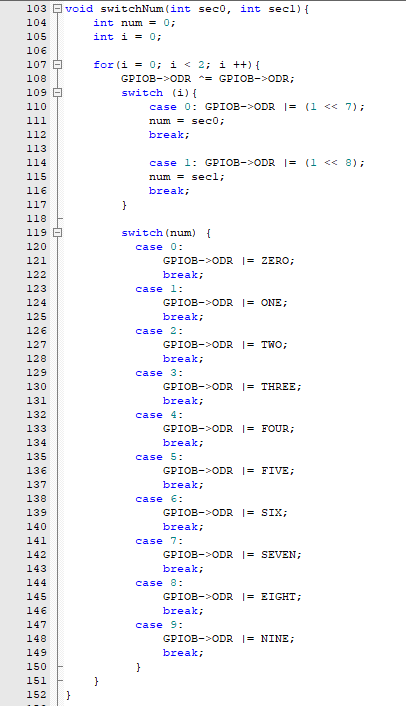 103 void switchNum(int sec0, int sec1){
104     int num = 0;
105     int i = 0;
106
107     for(i = 0; i < 2; i ++){
108         GPIOB->ODR ^= GPIOB->ODR;
109         switch (i){
110             case 0: GPIOB->ODR |= (1 << 7);
111             num = sec0;
112             break;
113
114             case 1: GPIOB->ODR |= (1 << 8);
115             num = sec1;
116             break;
117         }
118
119         switch(num) {
120           case 0:
121               GPIOB->ODR |= ZERO;
122               break;
123           case 1:
124               GPIOB->ODR |= ONE;
125               break;
126           case 2:
127               GPIOB->ODR |= TWO;
128               break;
129           case 3:
130               GPIOB->ODR |= THREE;
131               break;
132           case 4:
133               GPIOB->ODR |= FOUR;
134               break;
135           case 5:
136               GPIOB->ODR |= FIVE;
137               break;
138           case 6:
139               GPIOB->ODR |= SIX;
140               break;
141           case 7:
142               GPIOB->ODR |= SEVEN;
143               break;
144           case 8:
145               GPIOB->ODR |= EIGHT;
146               break;
147           case 9:
148               GPIOB->ODR |= NINE;
149               break;
150           }
151     }
152 }